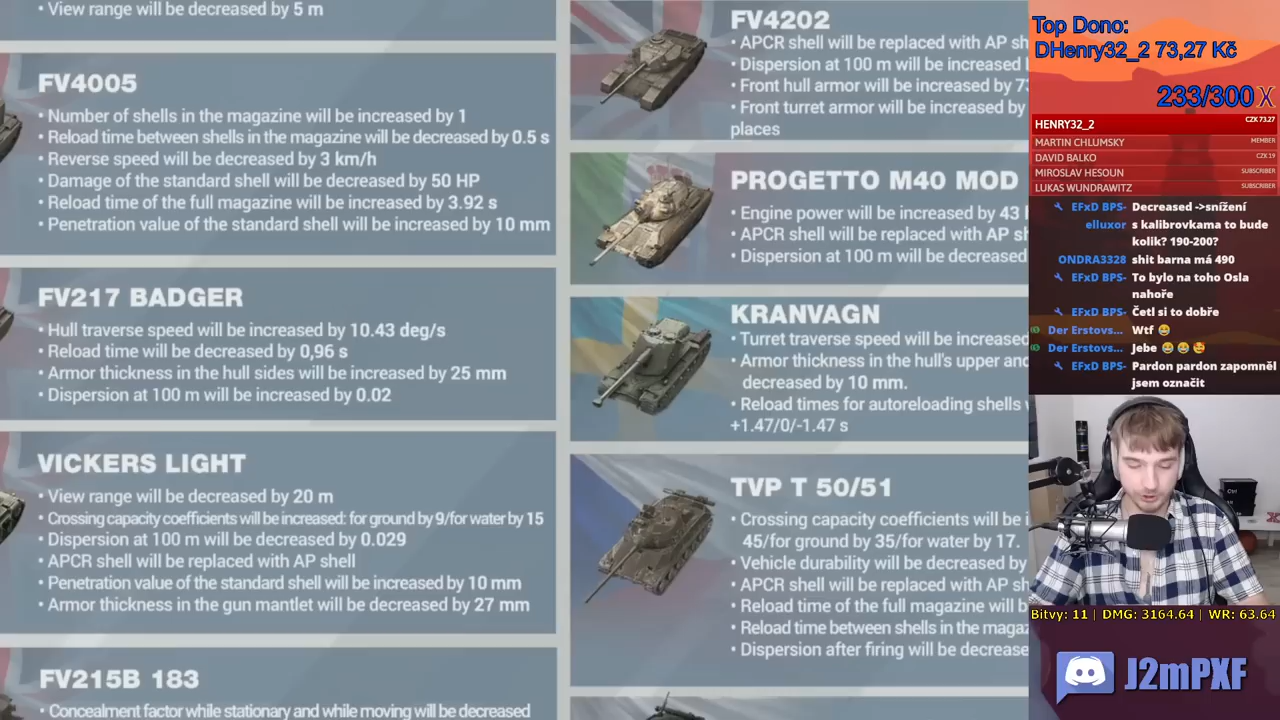 • View range will be decreased by 5 m
FV4005
• Number of shells in the magazine will be increased by 1
• Reload time between shells in the magazine will be decreased by 0.5 s
• Reverse speed will be decreased by 3 km/h
• Damage of the standard shell will be decreased by 50 HP
• Reload time of the full magazine will be increased by 3.92 s
• Penetration value of the standard shell will be increased by 10 mm
FV217 BADGER
• Hull traverse speed will be increased by 10.43 deg/s
• Reload time will be decreased by 0,96 s
• Armor thickness in the hull sides will be increased by 25 mm
• Dispersion at 100 m will be increased by 0.02
VICKERS LIGHT
• View range will be decreased by 20 m
• Crossing capacity coefficients will be increased: for ground by 9/for water by 15
• Dispersion at 100 m will be decreased by 0.029
• APCR shell will be replaced with AP shell
• Penetration value of the standard shell will be increased by 10 mm
• Armor thickness in the gun mantlet will be decreased by 27 mm
FV215B 183
• Concealment factor while stationary and while moving will be decreased
FV4202
• APCR shell will be replaced with AP sh
• Dispersion at 100 m will be increased
• Front hull armor will be increased by 73
• Front turret armor will be increased by
places
PROGETTO M40 MOD
• Engine power will be increased by 43
• APCR shell will be replaced with AP sh
• Dispersion at 100 m will be decreased
KRANVAGN
• Turret traverse speed will be increased
• Armor thickness in the hull's upper and
decreased by 10 mm.
• Reload times for autoreloading shells
+1.47/0/-1.47 s
TVP T 50/51
• Crossing capacity coefficients will be i
45/for ground by 35/for water by 17.
• Vehicle durability will be decreased by
• APCR shell will be replaced with AP sh
• Reload time of the full magazine will b
• Reload time between shells in the maga
• Dispersion after firing will be decrease
Top Dono:
DHenry32_2 73,27 Kč
233/300 X
HENRY32_2 CZK 73.27
MARTIN CHLUMSKY MEMBER
DAVID BALKO CZK 19
MIROSLAV HESOUN SUBSCRIBER
LUKAS WUNDRAWITZ SUBSCRIBER
EFxD BPS- Decreased ->snížení
elluxor s kalibrovkama to bude
kolik? 190-200?
ONDRA3328 shit barna má 490
EFxD BPS- To bylo na toho Osla
nahoře
EFxD BPS- Četl si to dobře
Der Erstovs... Wtf 😂
Der Erstovs... Jebe 😂😂🥰
EFxD BPS- Pardon pardon zapomněl
jsem označit
Ctrl
Bitvy: 11 | DMG: 3164.64 | WR: 63.64
J2mPXF